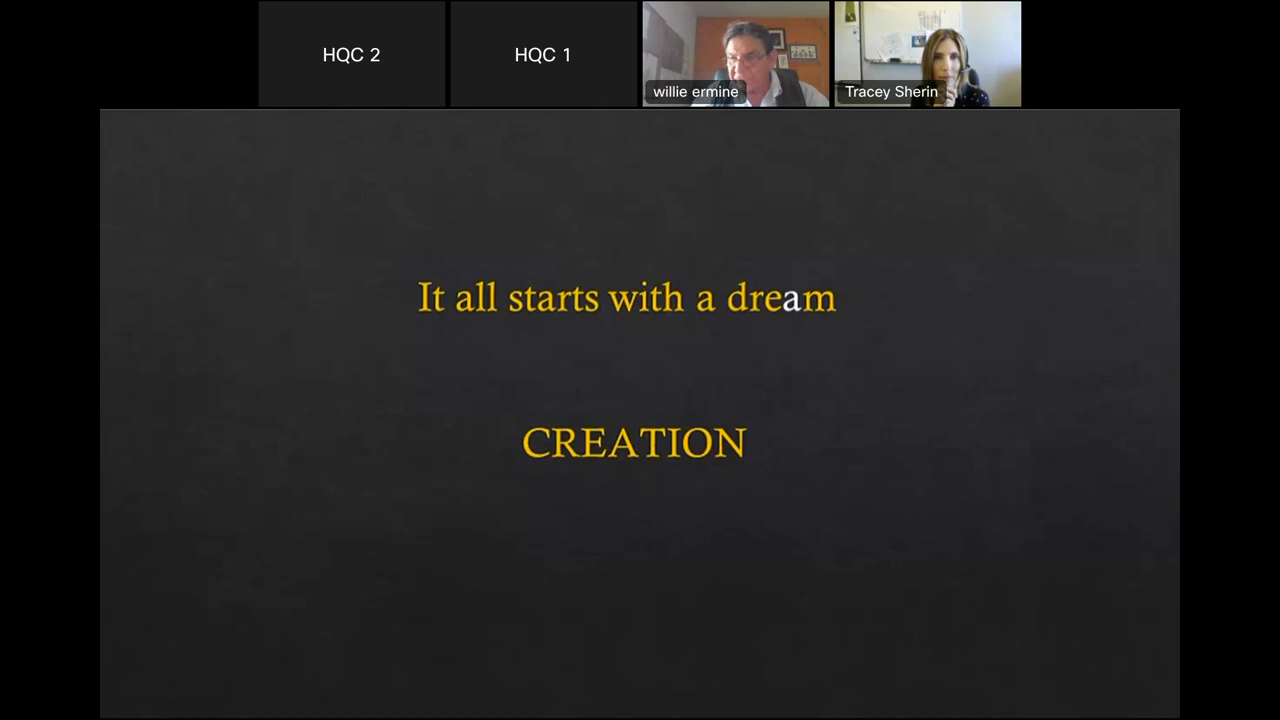 HQC 2
HQC 1
willie ermine
Tracey Sherin
It all starts with a dream
CREATION